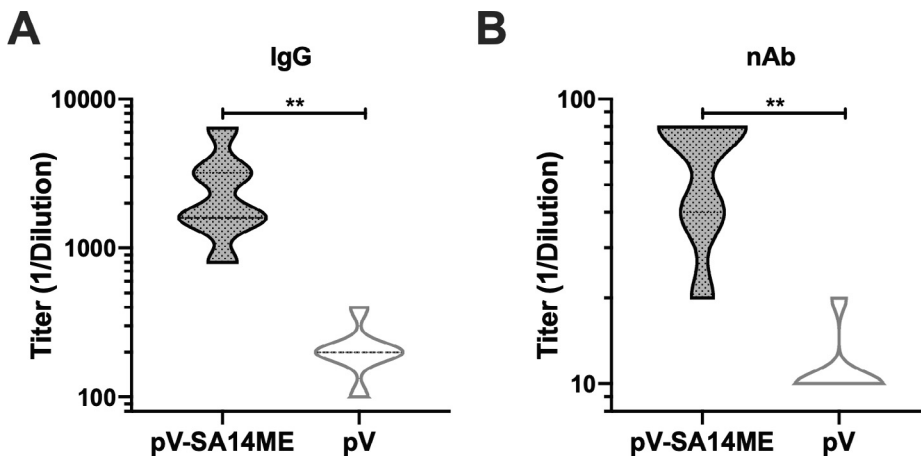 A
IgG
**
10000
1000
100
Titer (1/Dilution)
pV-SA14ME
pV
B
nAb
**
100
10
Titer (1/Dilution)
pV-SA14ME
pV